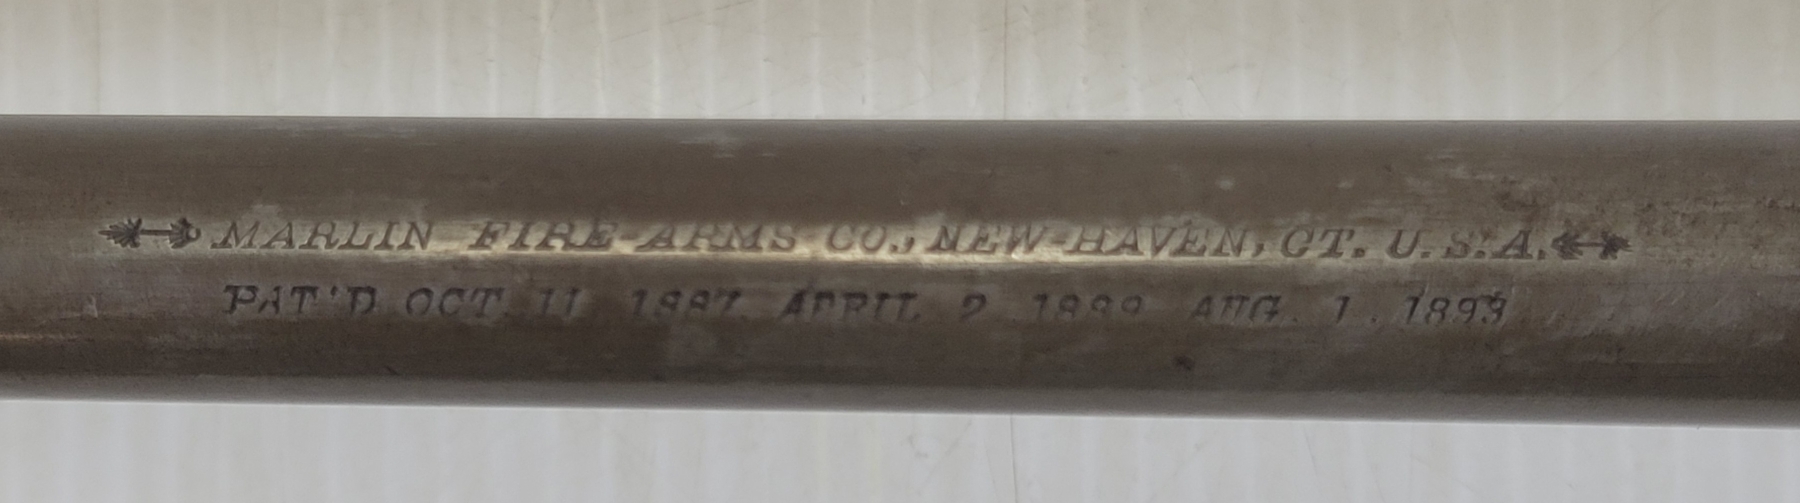 MARLIN FIRE-ARMS CO., NEW-HAVEN, CT. U.S.A.
PAT'D OCT. 11 1887 APRIL 2 1889 AUG. 1. 1893